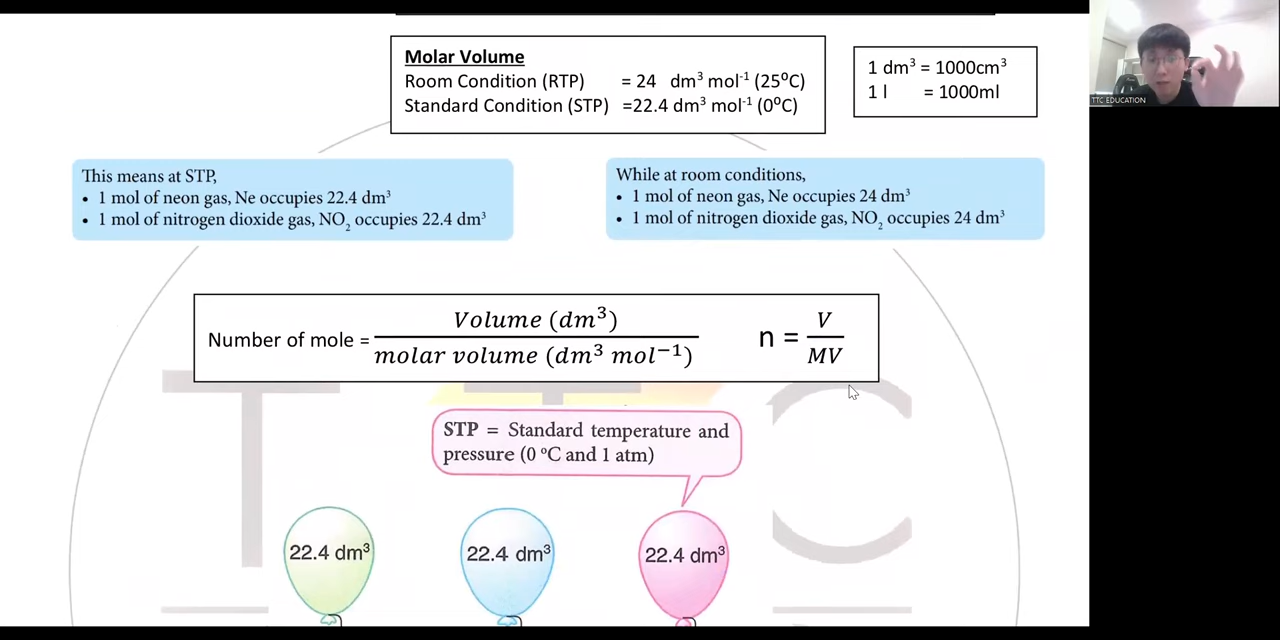 Molar Volume
Room Condition (RTP) = 24 dm³ mol⁻¹ (25⁰C)
Standard Condition (STP) =22.4 dm³ mol⁻¹ (0⁰C)
1 dm³ = 1000cm³
1 l = 1000ml
TTC EDUCATION
This means at STP,
• 1 mol of neon gas, Ne occupies 22.4 dm³
• 1 mol of nitrogen dioxide gas, NO₂ occupies 22.4 dm³
While at room conditions,
• 1 mol of neon gas, Ne occupies 24 dm³
• 1 mol of nitrogen dioxide gas, NO₂ occupies 24 dm³
Number of mole = Volume (dm³) / molar volume (dm³ mol⁻¹)
n = V / MV
TTC
STP = Standard temperature and
pressure (0 ⁰C and 1 atm)
22.4 dm³
22.4 dm³
22.4 dm³